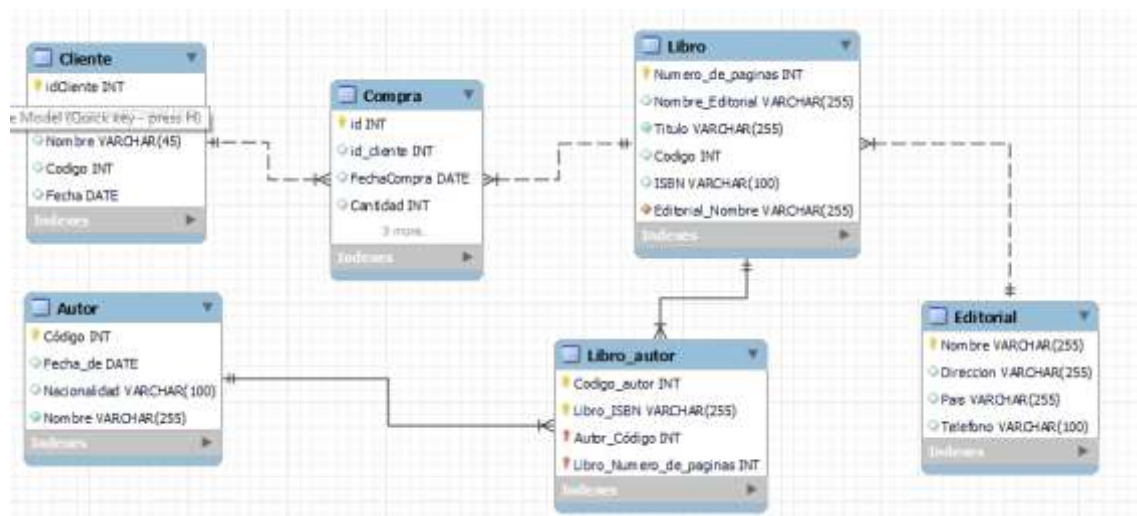 Cliente
idCliente INT
e Model (Quick key - press H)
Nombre VARCHAR(45)
Codigo INT
Fecha DATE
Indexes
Compra
id INT
id_cliente INT
FechaCompra DATE
Cantidad INT
3 more...
Indexes
Libro
Numero_de_paginas INT
Nombre_Editorial VARCHAR(255)
Titulo VARCHAR(255)
Codigo INT
ISBN VARCHAR(100)
Editorial_Nombre VARCHAR(255)
Indexes
Autor
Código INT
Fecha_de DATE
Nacionalidad VARCHAR(100)
Nombre VARCHAR(255)
Indexes
Libro_autor
Codigo_autor INT
Libro_ISBN VARCHAR(255)
Autor_Código INT
Libro_Numero_de_paginas INT
Indexes
Editorial
Nombre VARCHAR(255)
Direccion VARCHAR(255)
Pais VARCHAR(255)
Telefono VARCHAR(100)
Indexes